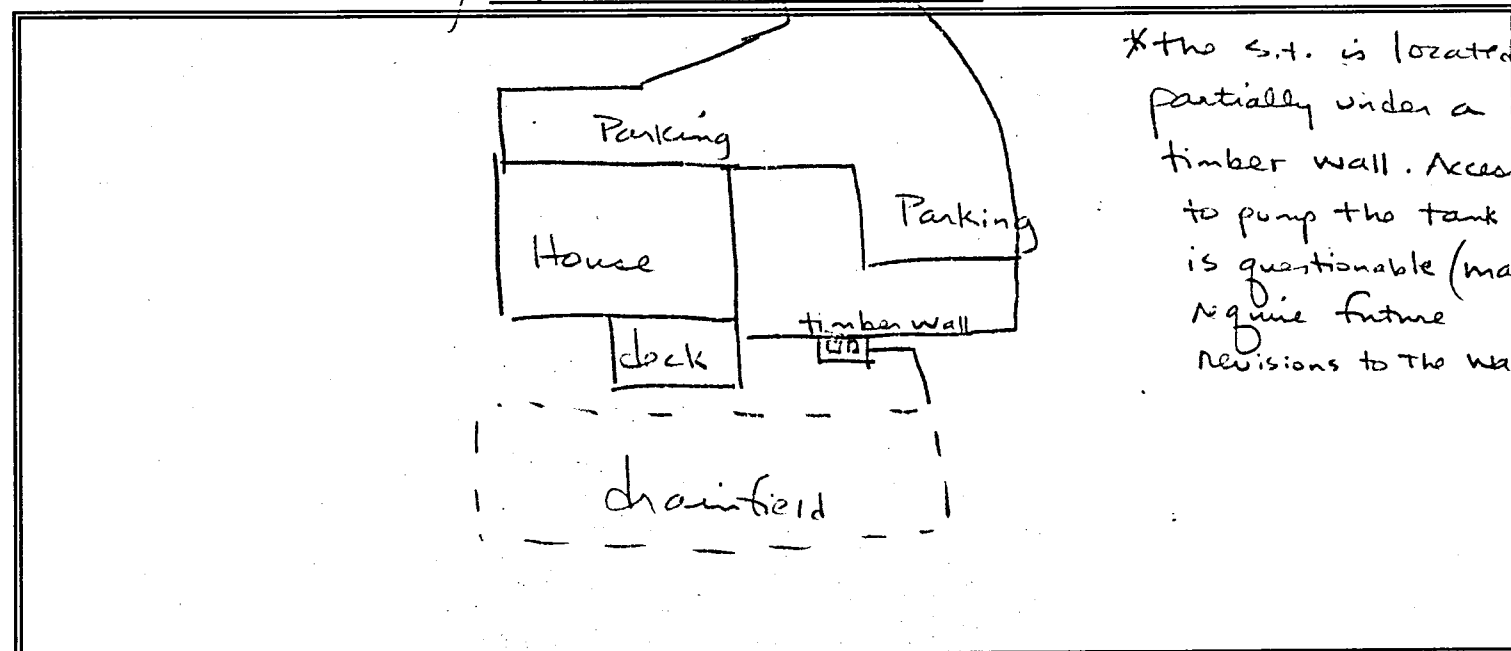 *the s.t. is located
partially under a
timber wall. Access
to pump the tank
is questionable (ma
require future
revisions to the wa
Parking
Parking
House
timber wall
deck
drainfield